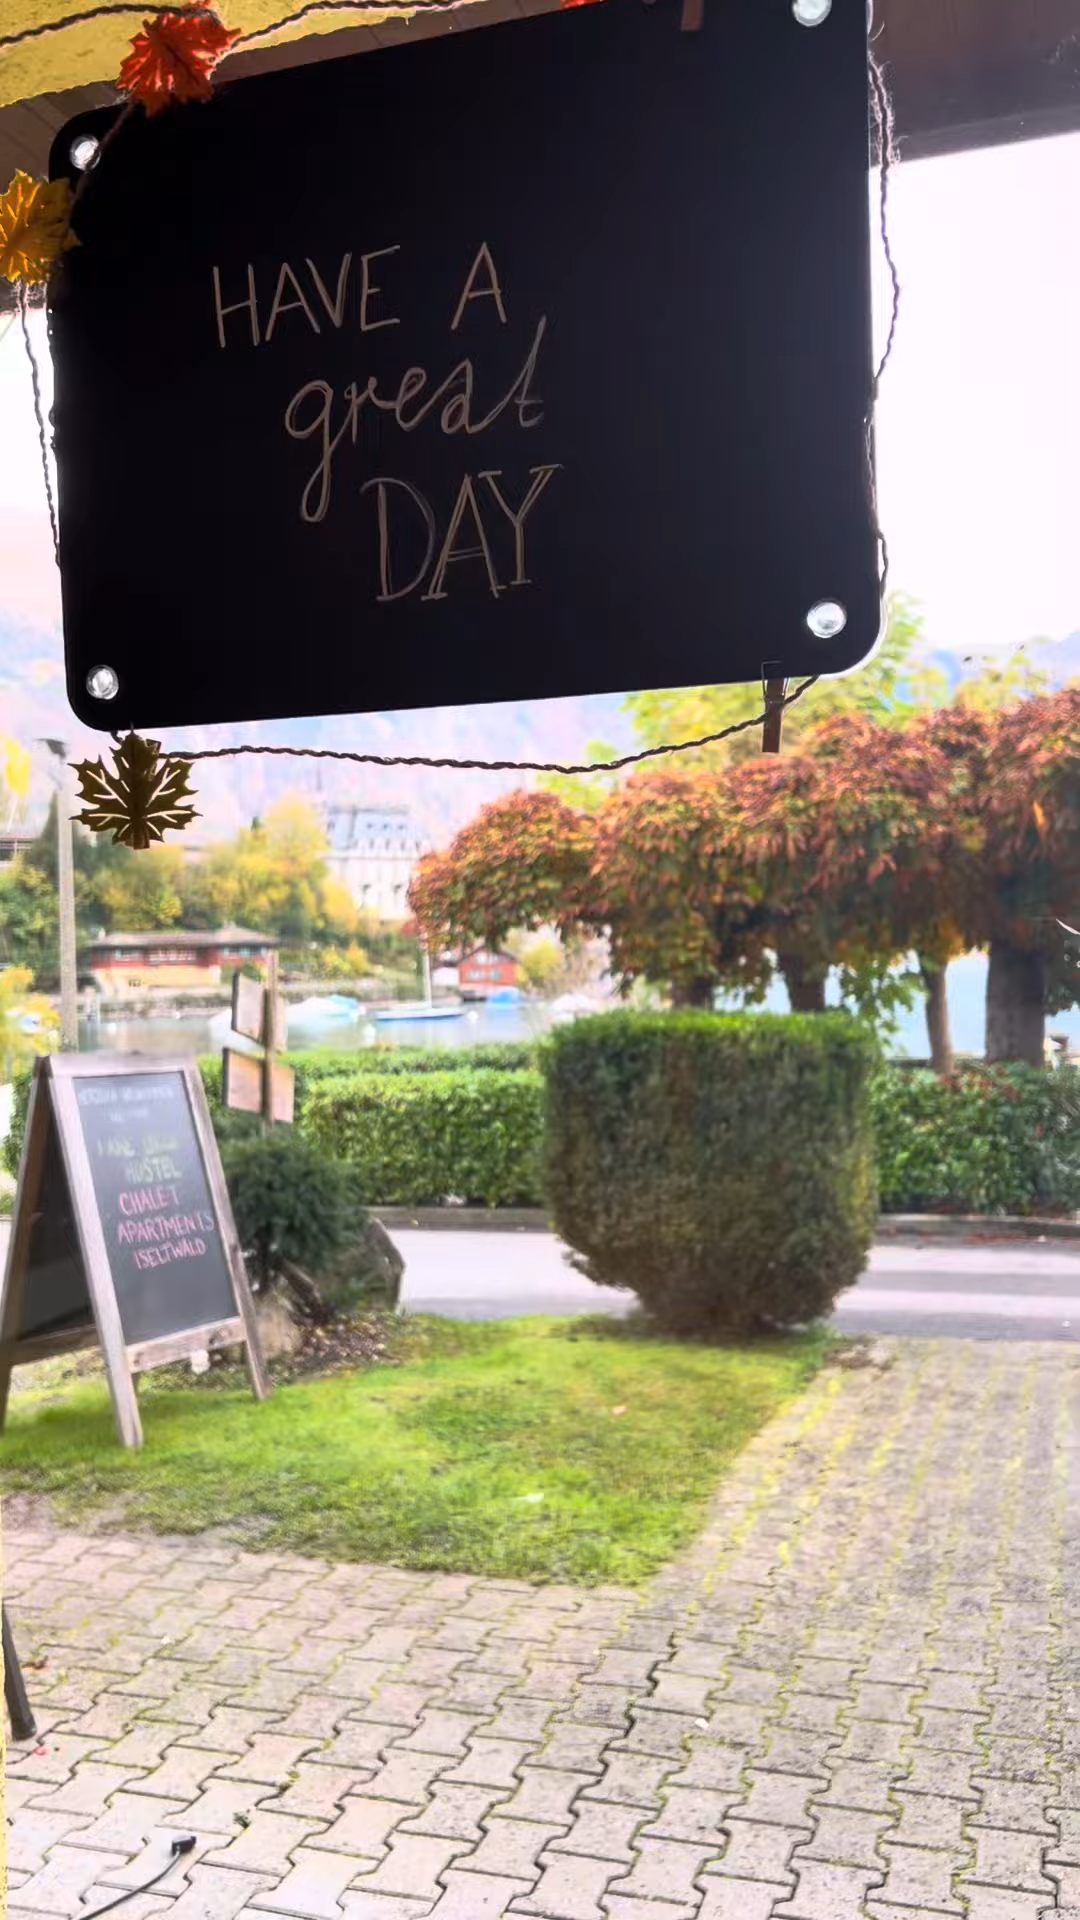 HAVE A
great
DAY
HOSTEL
CHALET
APARTMENTS
ISELTWALD